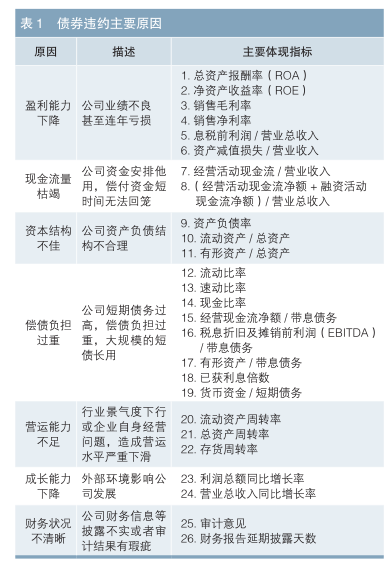 表 1 债券违约主要原因
原因
描述
主要体现指标
盈利能力
下降
公司业绩不良
甚至连年亏损
1. 总资产报酬率（ROA）
2. 净资产收益率（ROE）
3. 销售毛利率
4. 销售净利率
5. 息税前利润 / 营业总收入
6. 资产减值损失 / 营业收入
现金流量
枯竭
公司资金安排他
用，偿付资金短
时间无法回笼
7. 经营活动现金流 / 营业收入
8.（ 经营活动现金流净额 + 融资活动
现金流净额）/ 营业总收入
资本结构
不佳
公司资产负债结
构不合理
9. 资产负债率
10. 流动资产 / 总资产
11. 有形资产 / 总资产
偿债负担
过重
公司短期债务过
高，偿债负担过
重，大规模的短
债长用
12. 流动比率
13. 速动比率
14. 现金比率
15. 经营现金流净额 / 带息债务
16. 税息折旧及摊销前利润（EBITDA）
/ 带息债务
17. 有形资产 / 带息债务
18. 已获利息倍数
19. 货币资金 / 短期债务
营运能力
不足
行业景气度下行
或企业自身经营
问题，造成营运
水平严重下滑
20. 流动资产周转率
21. 总资产周转率
22. 存货周转率
成长能力
下降
外部环境影响公
司发展
23. 利润总额同比增长率
24. 营业总收入同比增长率
财务状况
不清晰
公司财务信息等
披露不实或者审
计结果有瑕疵
25. 审计意见
26. 财务报告延期披露天数